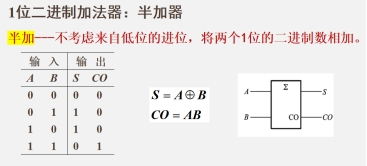 1位二进制加法器：半加器
半加---不考虑来自低位的进位，将两个1位的二进制数相加。
输 入 输 出
A B S CO
0 0 0 0
0 1 1 0
1 0 1 0
1 1 0 1
S = A⊕B
CO = AB
Σ
A S
B CO CO